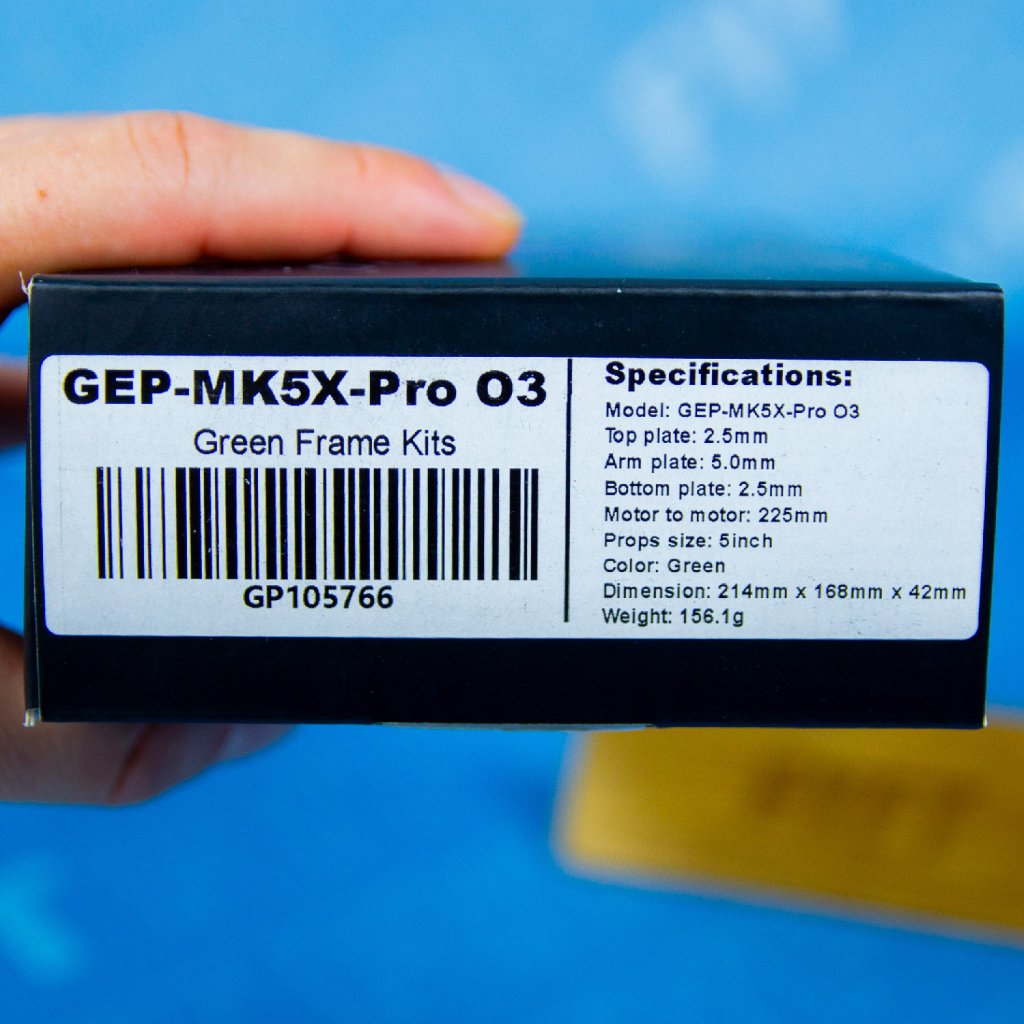 GEP-MK5X-Pro O3
Green Frame Kits
GP105766
Specifications:
Model: GEP-MK5X-Pro O3
Top plate: 2.5mm
Arm plate: 5.0mm
Bottom plate: 2.5mm
Motor to motor: 225mm
Props size: 5inch
Color: Green
Dimension: 214mm x 168mm x 42mm
Weight: 156.1g